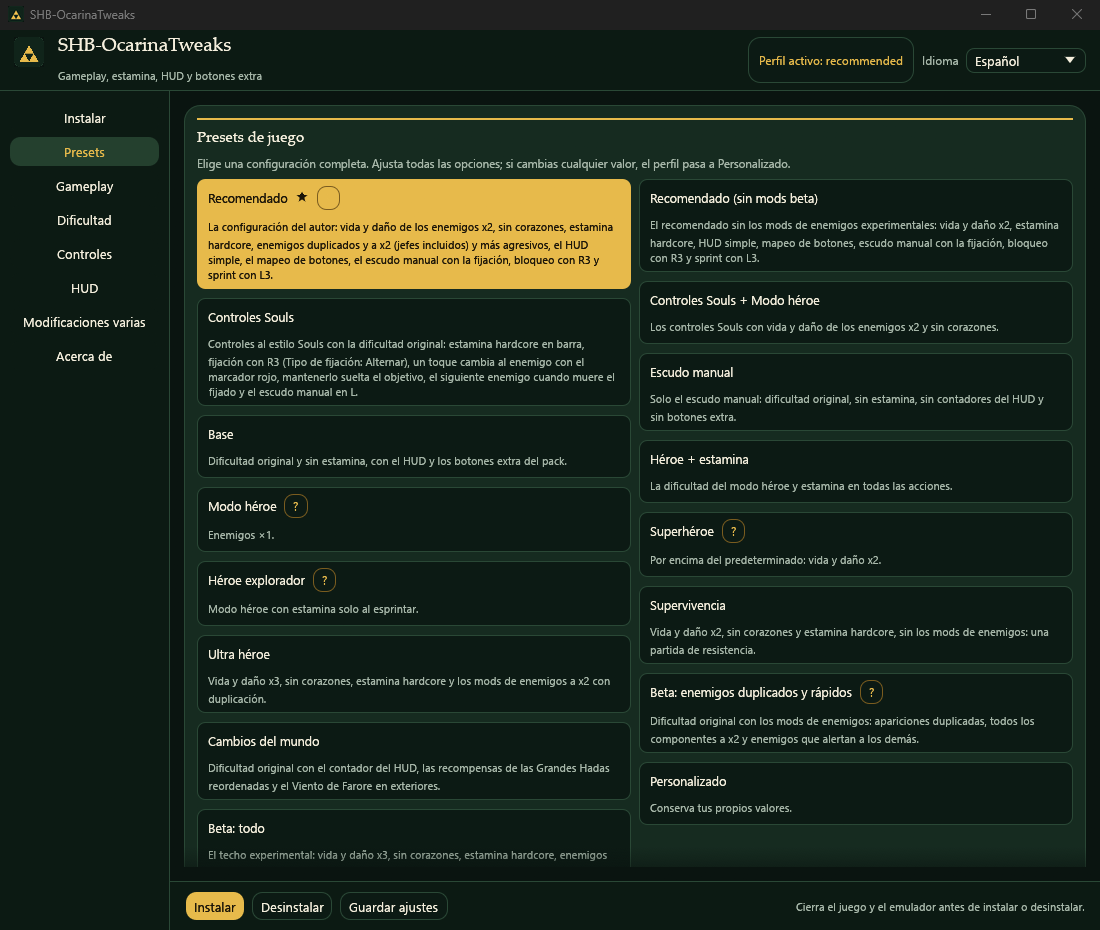 SHB-OcarinaTweaks
SHB-OcarinaTweaks
Gameplay, estamina, HUD y botones extra
Perfil activo: recommended
Idioma
Español
Instalar
Presets
Gameplay
Dificultad
Controles
HUD
Modificaciones varias
Acerca de
Presets de juego
Elige una configuración completa. Ajusta todas las opciones; si cambias cualquier valor, el perfil pasa a Personalizado.
Recomendado ★
La configuración del autor: vida y daño de los enemigos x2, sin corazones, estamina
hardcore, enemigos duplicados y a x2 (jefes incluidos) y más agresivos, el HUD
simple, el mapeo de botones, el escudo manual con la fijación, bloqueo con R3 y
sprint con L3.
Controles Souls
Controles al estilo Souls con la dificultad original: estamina hardcore en barra,
fijación con R3 (Tipo de fijación: Alternar), un toque cambia al enemigo con el
marcador rojo, mantenerlo suelta el objetivo, el siguiente enemigo cuando muere el
fijado y el escudo manual en L.
Base
Dificultad original y sin estamina, con el HUD y los botones extra del pack.
Modo héroe ?
Enemigos ×1.
Héroe explorador ?
Modo héroe con estamina solo al esprintar.
Ultra héroe
Vida y daño x3, sin corazones, estamina hardcore y los mods de enemigos a x2 con
duplicación.
Cambios del mundo
Dificultad original con el contador del HUD, las recompensas de las Grandes Hadas
reordenadas y el Viento de Farore en exteriores.
Beta: todo
El techo experimental: vida y daño x3, sin corazones, estamina hardcore, enemigos
Recomendado (sin mods beta)
El recomendado sin los mods de enemigos experimentales: vida y daño x2, estamina
hardcore, HUD simple, mapeo de botones, escudo manual con la fijación, bloqueo
con R3 y sprint con L3.
Controles Souls + Modo héroe
Los controles Souls con vida y daño de los enemigos x2 y sin corazones.
Escudo manual
Solo el escudo manual: dificultad original, sin estamina, sin contadores del HUD y
sin botones extra.
Héroe + estamina
La dificultad del modo héroe y estamina en todas las acciones.
Superhéroe ?
Por encima del predeterminado: vida y daño x2.
Supervivencia
Vida y daño x2, sin corazones y estamina hardcore, sin los mods de enemigos: una
partida de resistencia.
Beta: enemigos duplicados y rápidos ?
Dificultad original con los mods de enemigos: apariciones duplicadas, todos los
componentes a x2 y enemigos que alertan a los demás.
Personalizado
Conserva tus propios valores.
Instalar
Desinstalar
Guardar ajustes
Cierra el juego y el emulador antes de instalar o desinstalar.